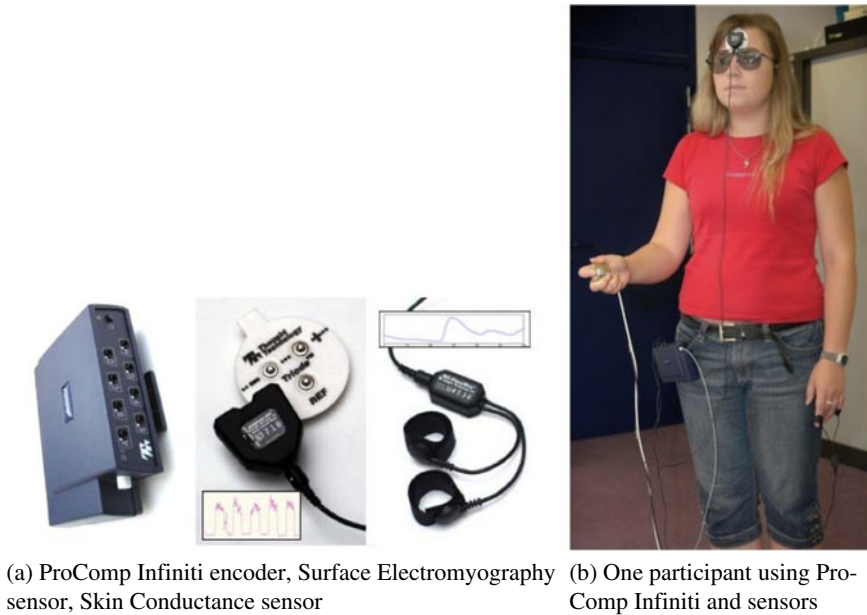 Thought
Technology
Triode™
REF
(a) ProComp Infiniti encoder, Surface Electromyography
sensor, Skin Conductance sensor
(b) One participant using Pro-
Comp Infiniti and sensors